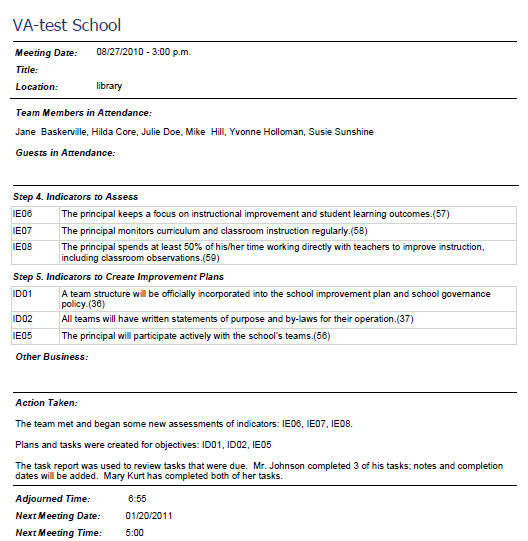 VA-test School
Meeting Date: 08/27/2010 - 3:00 p.m.
Title:
Location: library
Team Members in Attendance:
Jane Baskerville, Hilda Core, Julie Doe, Mike Hill, Yvonne Holloman, Susie Sunshine
Guests in Attendance:
Step 4. Indicators to Assess
IE06 The principal keeps a focus on instructional improvement and student learning outcomes.(57)
IE07 The principal monitors curriculum and classroom instruction regularly.(58)
IE08 The principal spends at least 50% of his/her time working directly with teachers to improve instruction,
including classroom observations.(59)
Step 5. Indicators to Create Improvement Plans
ID01 A team structure will be officially incorporated into the school improvement plan and school governance
policy.(36)
ID02 All teams will have written statements of purpose and by-laws for their operation.(37)
IE05 The principal will participate actively with the school's teams.(56)
Other Business:
Action Taken:
The team met and began some new assessments of indicators: IE06, IE07, IE08.
Plans and tasks were created for objectives: ID01, ID02, IE05
The task report was used to review tasks that were due. Mr. Johnson completed 3 of his tasks; notes and completion
dates will be added. Mary Kurt has completed both of her tasks.
Adjourned Time: 6:55
Next Meeting Date: 01/20/2011
Next Meeting Time: 5:00